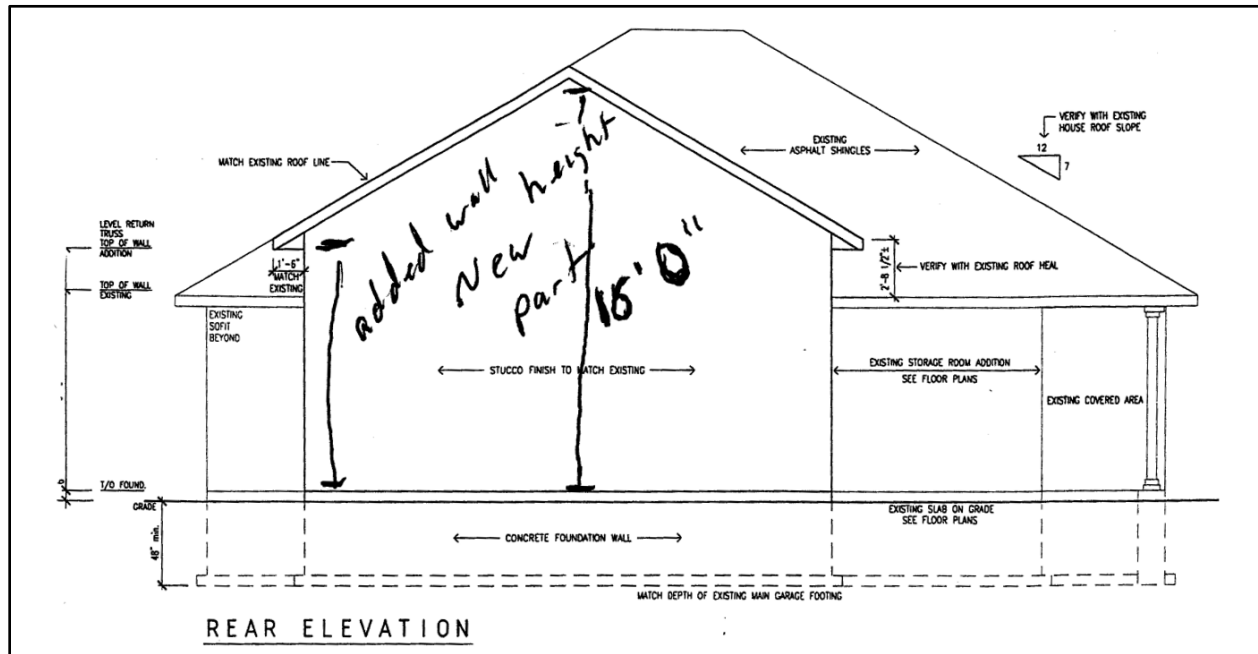 VERIFY WITH EXISTING
HOUSE ROOF SLOPE
12
7
EXISTING
ASPHALT SHINGLES
MATCH EXISTING ROOF LINE
added wall height
New
part
16' 0"
LEVEL RETURN
TRUSS
TOP OF WALL
ADDITION
1'-6"
MATCH
EXISTING
TOP OF WALL
EXISTING
2'-8 1/2"±
VERIFY WITH EXISTING ROOF HEAL
EXISTING
SOFIT
BEYOND
STUCCO FINISH TO MATCH EXISTING
EXISTING STORAGE ROOM ADDITION
SEE FLOOR PLANS
EXISTING COVERED AREA
T/O FOUND.
GRADE
48" min.
EXISTING SLAB ON GRADE
SEE FLOOR PLANS
CONCRETE FOUNDATION WALL
MATCH DEPTH OF EXISTING MAIN GARAGE FOOTING
REAR ELEVATION